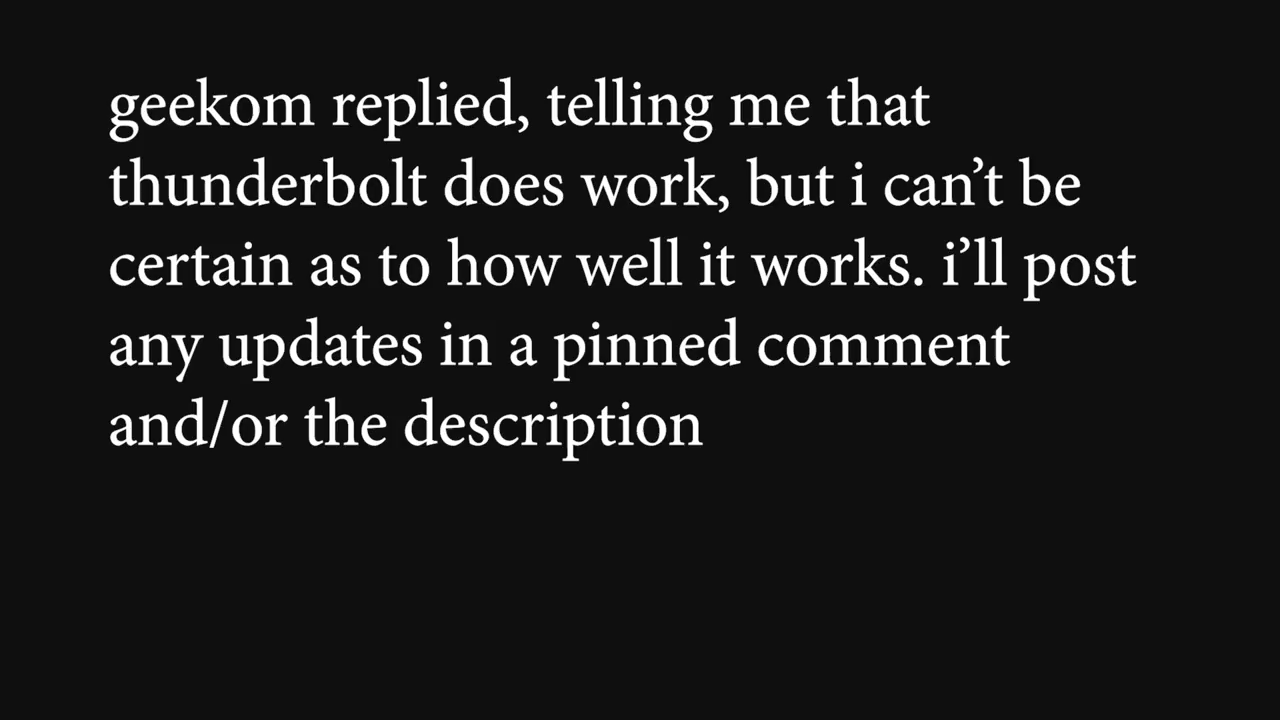 geekom replied, telling me that
thunderbolt does work, but i can’t be
certain as to how well it works. i’ll post
any updates in a pinned comment
and/or the description